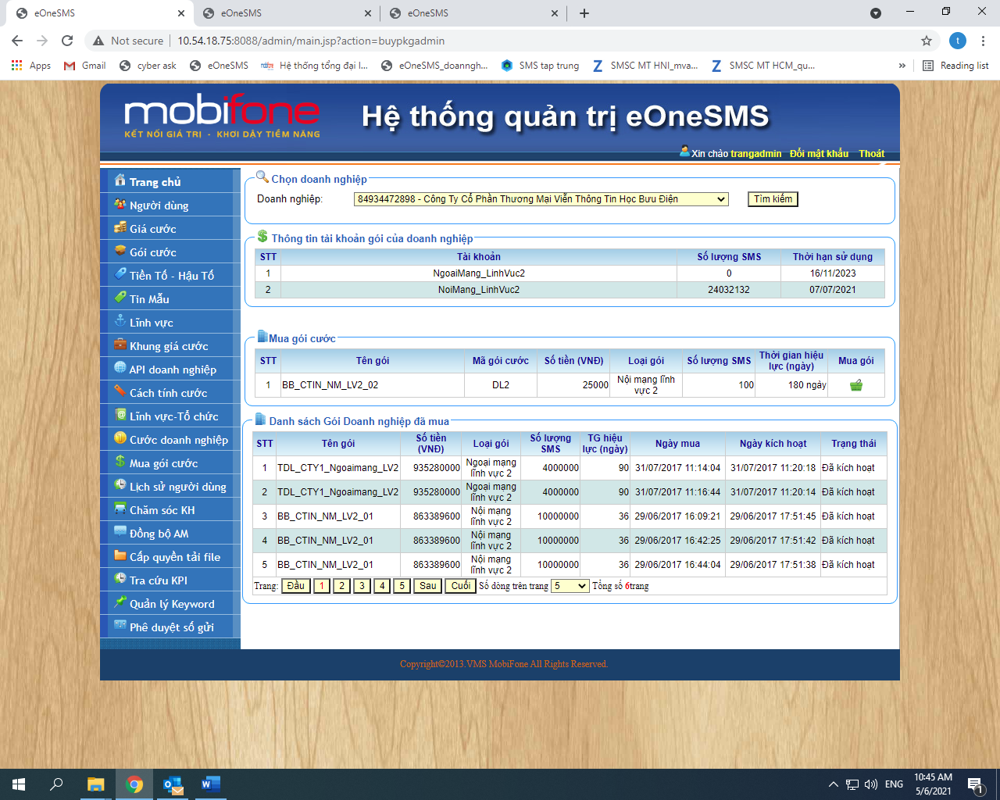 eOneSMS
eOneSMS
eOneSMS
Not secure | 10.54.18.75:8088/admin/main.jsp?action=buypkgadmin
t
Apps Gmail cyber ask eOneSMS Hệ thống tổng đài l... eOneSMS_doanngh... SMS tap trung SMSC MT HNI_mva... SMSC MT HCM_qu... » Reading list
mobifone
KẾT NỐI GIÁ TRỊ - KHƠI DẬY TIỀM NĂNG
Hệ thống quản trị eOneSMS
Xin chào trangadmin Đổi mật khẩu Thoát
Trang chủ
Người dùng
Giá cước
Gói cước
Tiền Tố - Hậu Tố
Tin Mẫu
Lĩnh vực
Khung giá cước
API doanh nghiệp
Cách tính cước
Lĩnh vực-Tổ chức
Cước doanh nghiệp
Mua gói cước
Lịch sử người dùng
Chăm sóc KH
Đồng bộ AM
Cấp quyền tải file
Tra cứu KPI
Quản lý Keyword
Phê duyệt số gửi
Chọn doanh nghiệp
Doanh nghiệp: 84934472898 - Công Ty Cổ Phần Thương Mại Viễn Thông Tin Học Bưu Điện Tìm kiếm
Thông tin tài khoản gói của doanh nghiệp
STT Tài khoản Số lượng SMS Thời hạn sử dụng
1 NgoaiMang_LinhVuc2 0 16/11/2023
2 NoiMang_LinhVuc2 24032132 07/07/2021
Mua gói cước
STT Tên gói Mã gói cước Số tiền (VNĐ) Loại gói Số lượng SMS Thời gian hiệu lực (ngày) Mua gói
1 BB_CTIN_NM_LV2_02 DL2 25000 Nội mạng lĩnh vực 2 100 180 ngày
Danh sách Gói Doanh nghiệp đã mua
STT Tên gói Số tiền (VNĐ) Loại gói Số lượng SMS TG hiệu lực (ngày) Ngày mua Ngày kích hoạt Trạng thái
1 TDL_CTY1_Ngoaimang_LV2 935280000 Ngoại mạng lĩnh vực 2 4000000 90 31/07/2017 11:14:04 31/07/2017 11:20:18 Đã kích hoạt
2 TDL_CTY1_Ngoaimang_LV2 935280000 Ngoại mạng lĩnh vực 2 4000000 90 31/07/2017 11:16:44 31/07/2017 11:20:14 Đã kích hoạt
3 BB_CTIN_NM_LV2_01 863389600 Nội mạng lĩnh vực 2 10000000 36 29/06/2017 16:09:21 29/06/2017 17:51:45 Đã kích hoạt
4 BB_CTIN_NM_LV2_01 863389600 Nội mạng lĩnh vực 2 10000000 36 29/06/2017 16:42:25 29/06/2017 17:51:42 Đã kích hoạt
5 BB_CTIN_NM_LV2_01 863389600 Nội mạng lĩnh vực 2 10000000 36 29/06/2017 16:44:04 29/06/2017 17:51:38 Đã kích hoạt
Trang: Đầu 1 2 3 4 5 Sau Cuối Số dòng trên trang 5 Tổng số 6trang
Copyright©2013.VMS MobiFone All Rights Reserved.
ENG
10:45 AM
5/6/2021
1